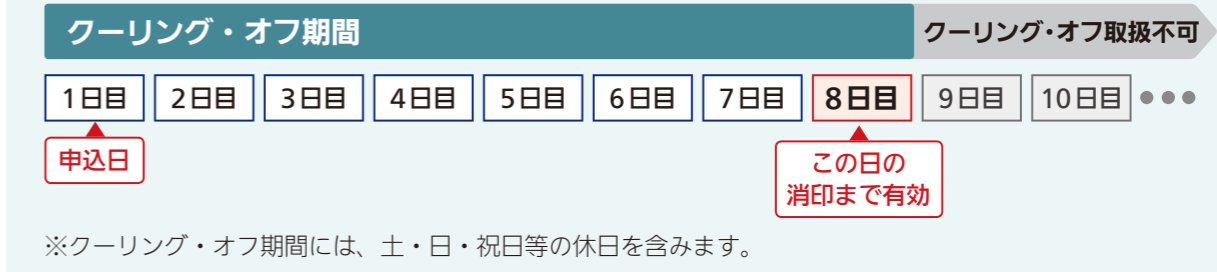 クーリング・オフ期間 クーリング・オフ取扱不可
1日目 2日目 3日目 4日目 5日目 6日目 7日目 8日目 9日目 10日目 ●●●
申込日
この日の
消印まで有効
※クーリング・オフ期間には、土・日・祝日等の休日を含みます。